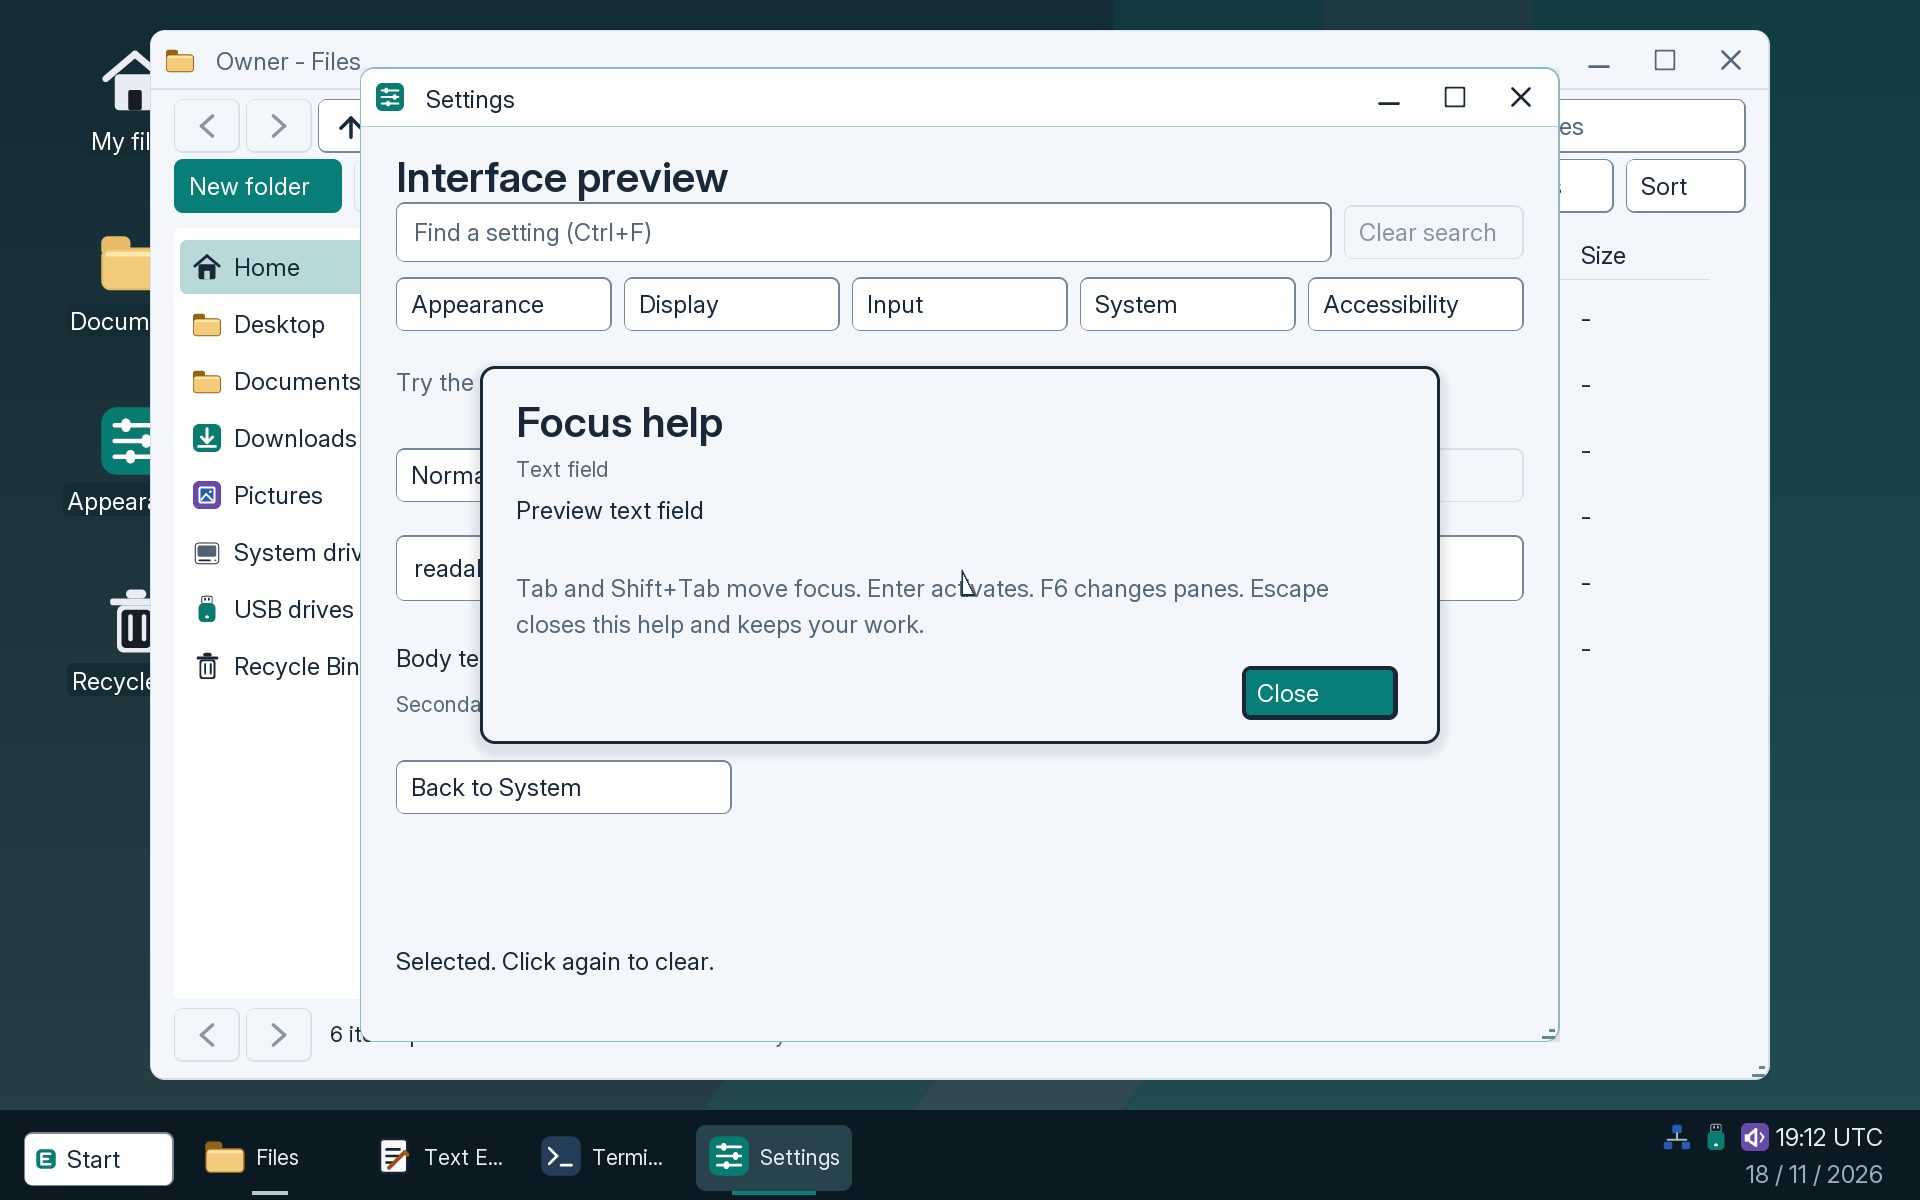 Owner - Files
Settings
My fil
es
Interface preview
New folder
Find a setting (Ctrl+F)
Clear search
Sort
Home
Size
Appearance
Display
Input
System
Accessibility
Desktop
Docum
-
Documents
Try the
-
Focus help
Downloads
-
Text field
Norma
Pictures
Appeara
Preview text field
-
System driv
readal
-
Tab and Shift+Tab move focus. Enter activates. F6 changes panes. Escape
closes this help and keeps your work.
USB drives
Body te
-
Recycle Bin
Recycle
Seconda
Close
Back to System
Selected. Click again to clear.
6 it
Start
Files
Text E...
Termi...
Settings
19:12 UTC
18 / 11 / 2026